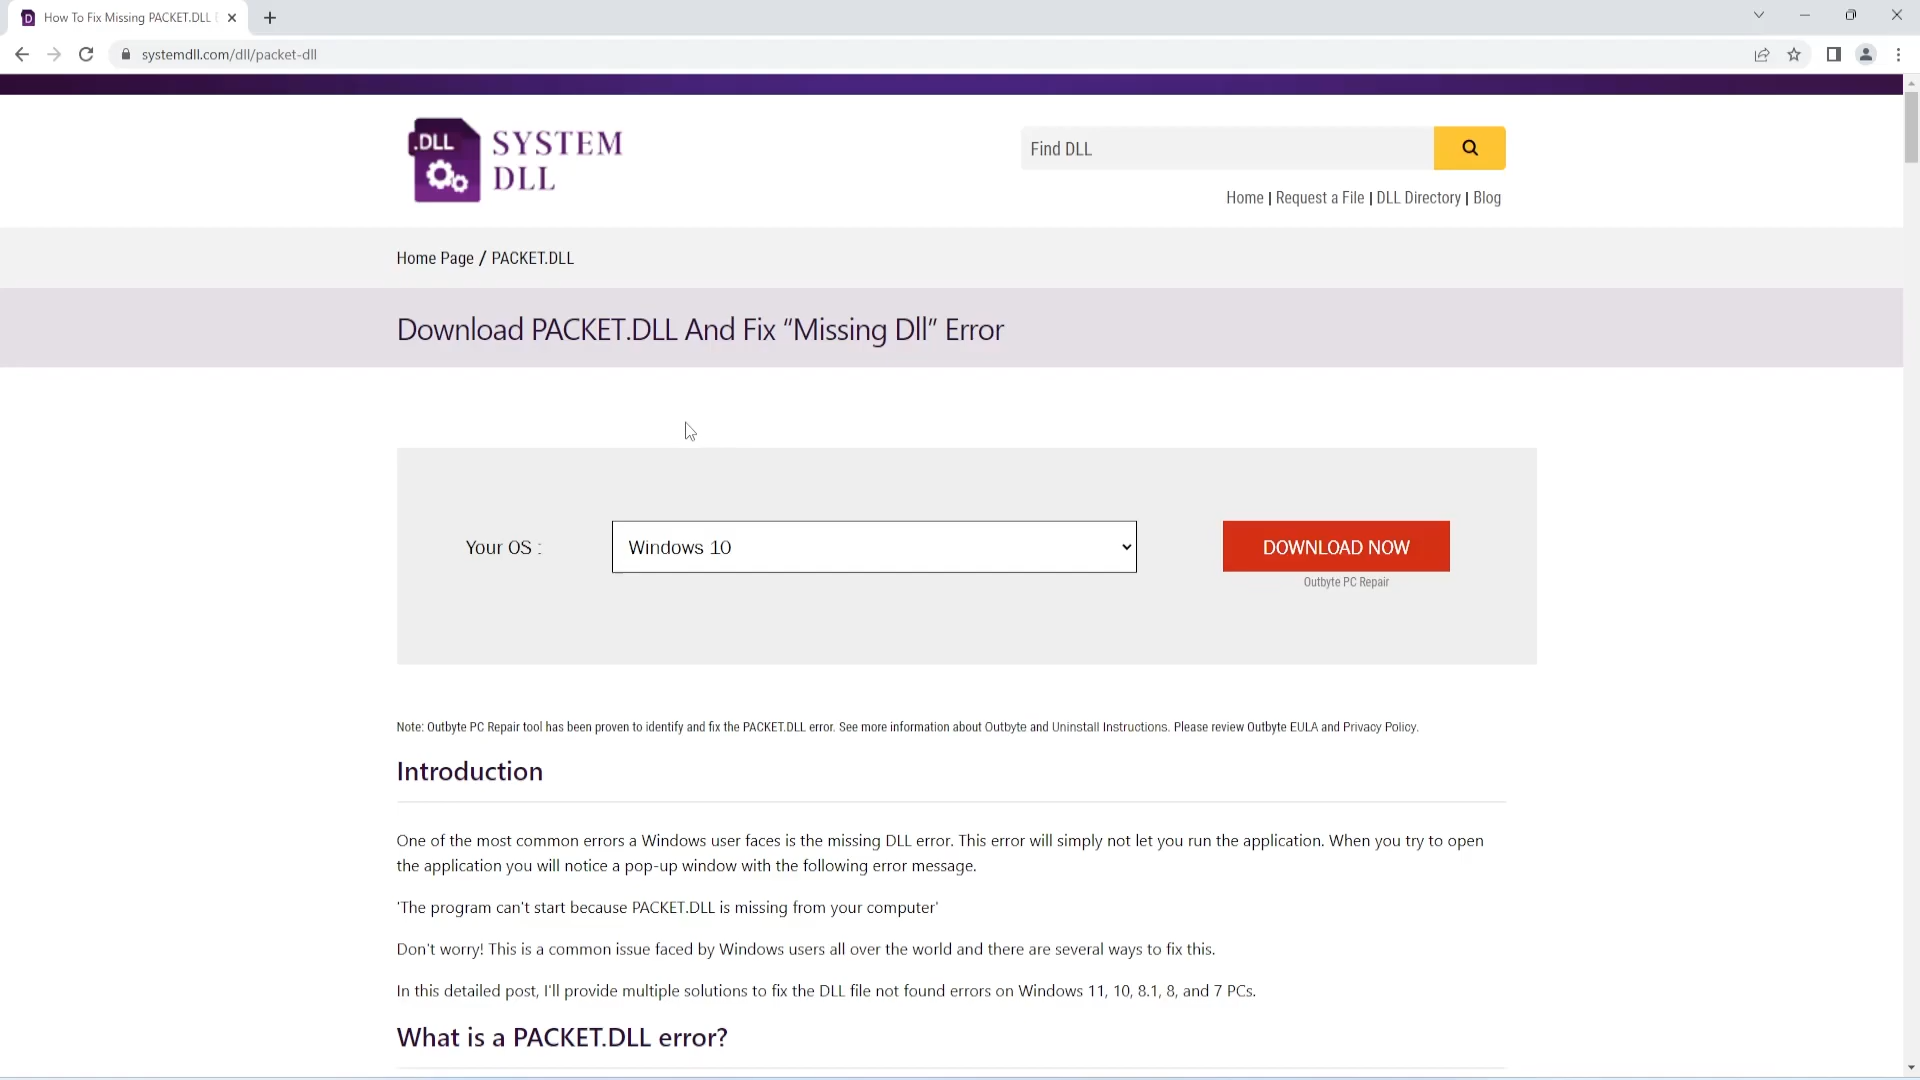 How To Fix Missing PACKET.DLL
systemdll.com/dll/packet-dll
.DLL
SYSTEM
DLL
Find DLL
Home | Request a File | DLL Directory | Blog
Home Page / PACKET.DLL
Download PACKET.DLL And Fix “Missing Dll” Error
Your OS :
Windows 10
DOWNLOAD NOW
Outbyte PC Repair
Note: Outbyte PC Repair tool has been proven to identify and fix the PACKET.DLL error. See more information about Outbyte and Uninstall Instructions. Please review Outbyte EULA and Privacy Policy.
Introduction
One of the most common errors a Windows user faces is the missing DLL error. This error will simply not let you run the application. When you try to open
the application you will notice a pop-up window with the following error message.
'The program can't start because PACKET.DLL is missing from your computer'
Don't worry! This is a common issue faced by Windows users all over the world and there are several ways to fix this.
In this detailed post, I'll provide multiple solutions to fix the DLL file not found errors on Windows 11, 10, 8.1, 8, and 7 PCs.
What is a PACKET.DLL error?